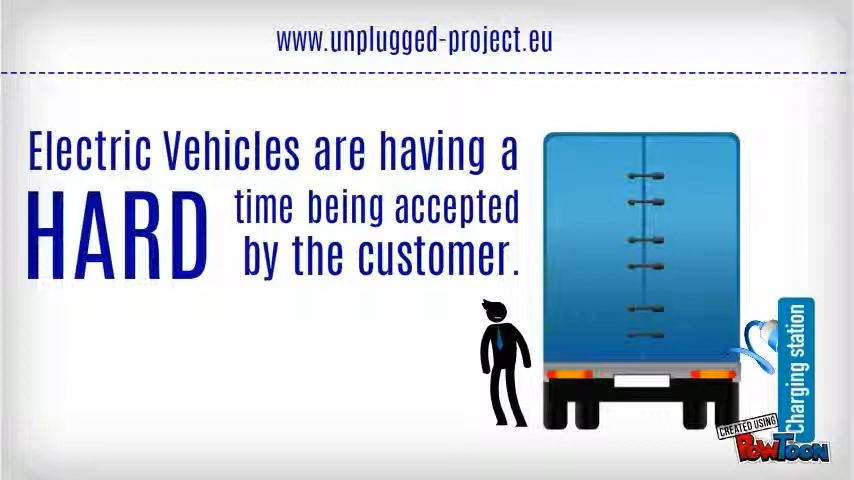 www.unplugged-project.eu
Electric Vehicles are having a
HARD time being accepted
by the customer.
Charging station
CREATED USING
POWTOON